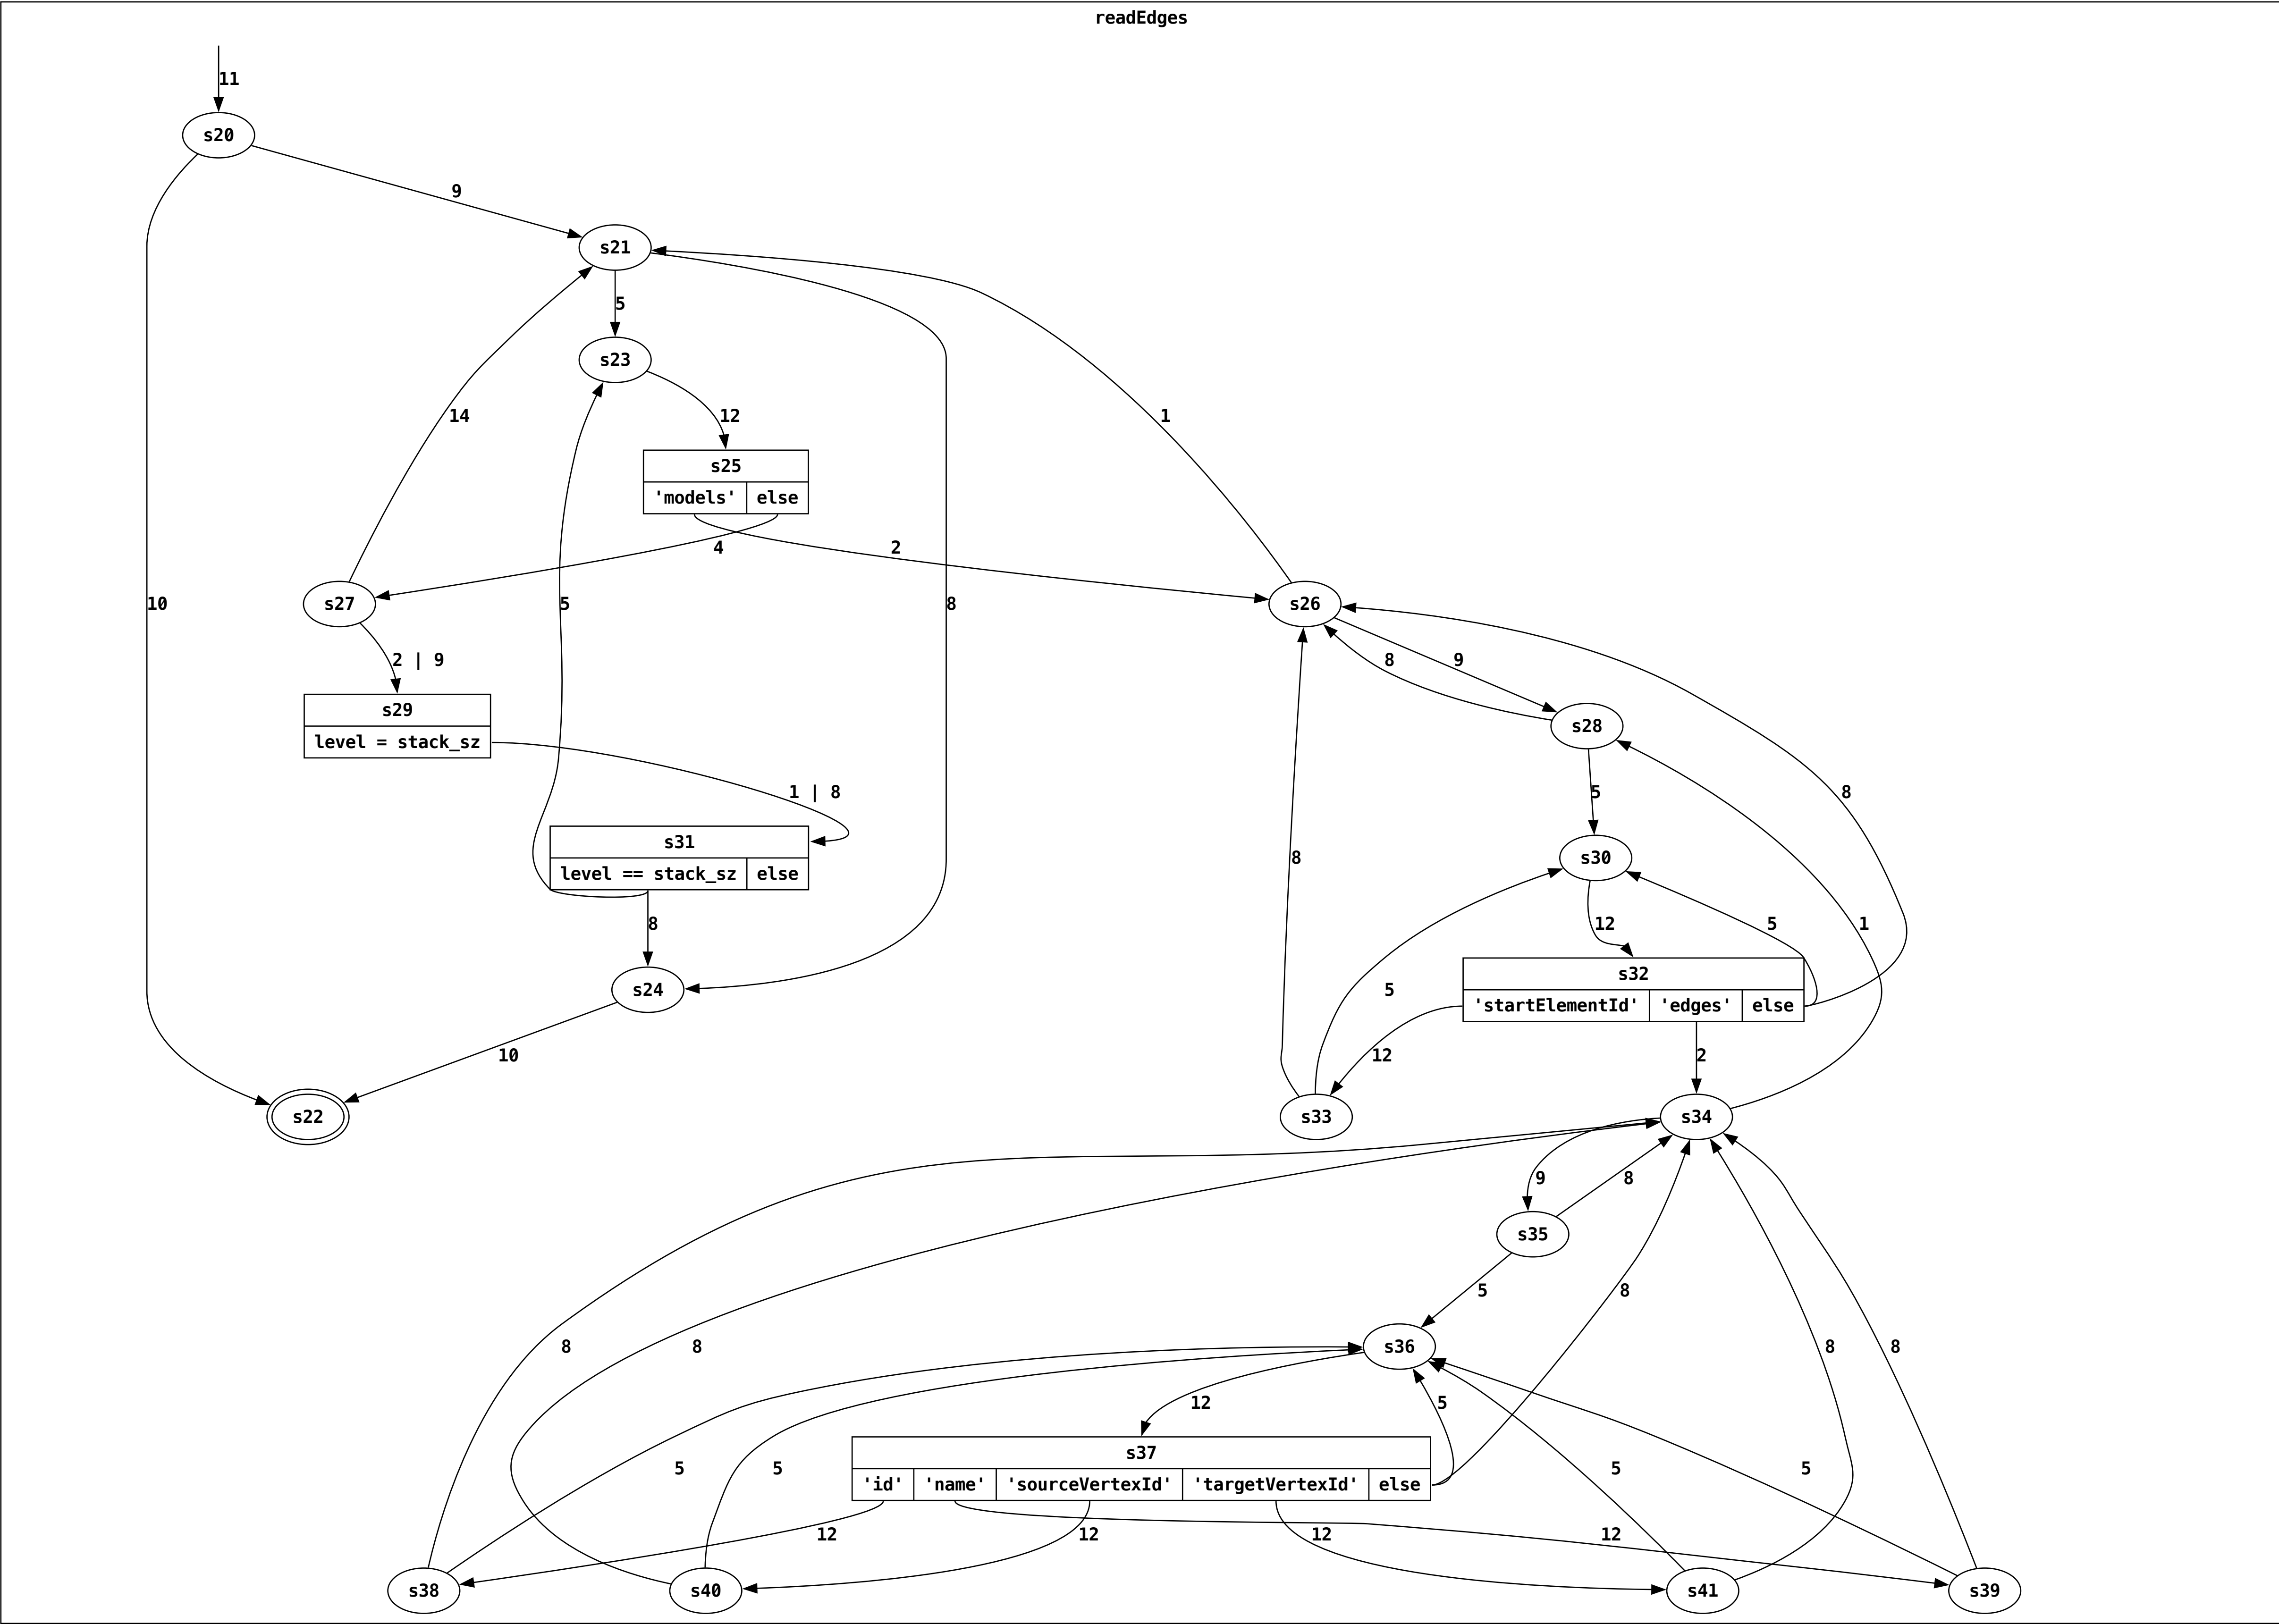 readEdges
11
s20
9
s21
5
s23
14
12
1
s25
'models' else
4
2
s27
10
5
8
s26
2 | 9
8
9
s29
level = stack_sz
s28
1 | 8
5
8
s31
level == stack_sz else
8
s30
8
12
5
1
s24
5
s32
'startElementId' 'edges' else
10
12
2
s22
s33
s34
9
8
s35
5
8
8
8
s36
8
8
12
5
s37
'id' 'name' 'sourceVertexId' 'targetVertexId' else
5
5
5
5
12
12
12
12
s38
s40
s41
s39